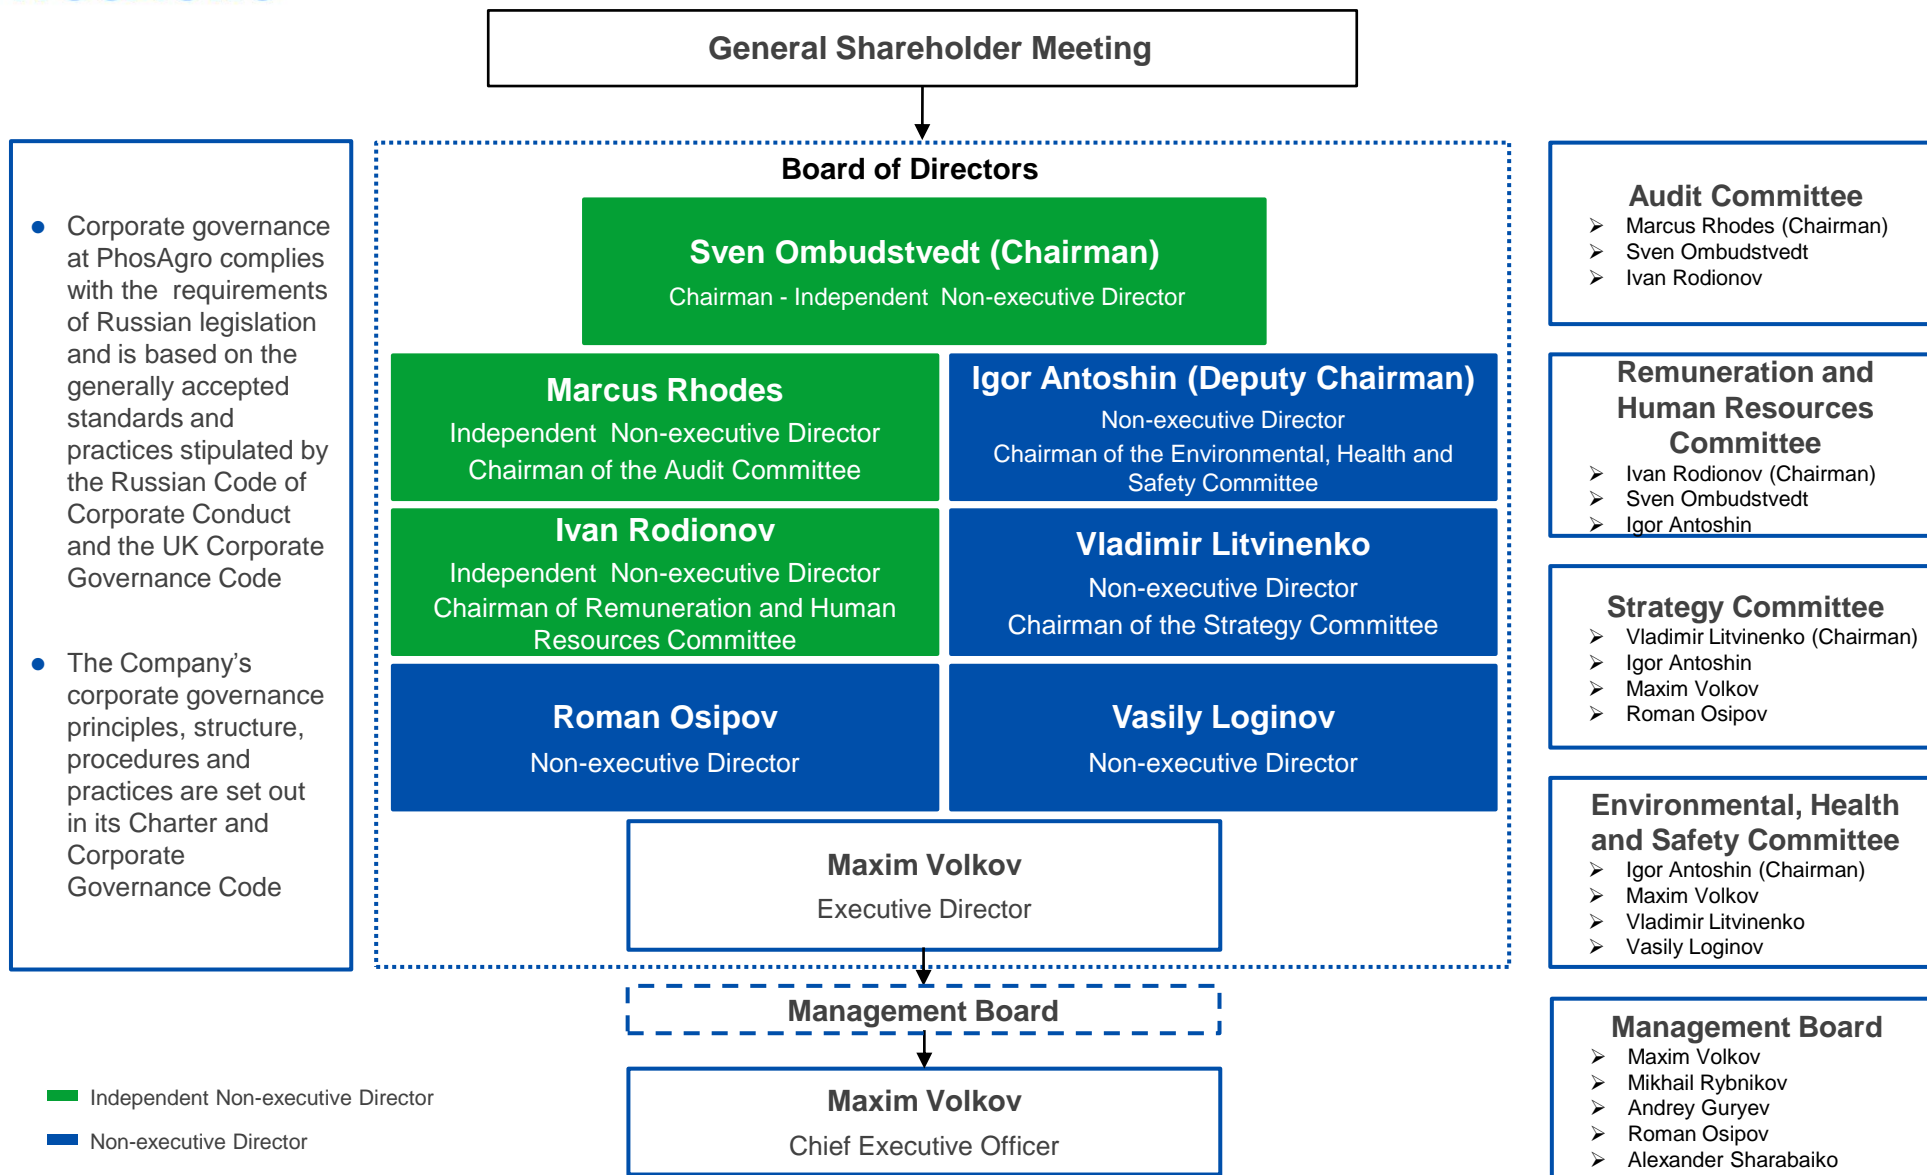 General Shareholder Meeting
● Corporate governance
at PhosAgro complies
with the requirements
of Russian legislation
and is based on the
generally accepted
standards and
practices stipulated by
the Russian Code of
Corporate Conduct
and the UK Corporate
Governance Code
● The Company’s
corporate governance
principles, structure,
procedures and
practices are set out
in its Charter and
Corporate
Governance Code
Board of Directors
Sven Ombudstvedt (Chairman)
Chairman - Independent Non-executive Director
Marcus Rhodes
Independent Non-executive Director
Chairman of the Audit Committee
Igor Antoshin (Deputy Chairman)
Non-executive Director
Chairman of the Environmental, Health and
Safety Committee
Ivan Rodionov
Independent Non-executive Director
Chairman of Remuneration and Human
Resources Committee
Vladimir Litvinenko
Non-executive Director
Chairman of the Strategy Committee
Roman Osipov
Non-executive Director
Vasily Loginov
Non-executive Director
Maxim Volkov
Executive Director
Management Board
Maxim Volkov
Chief Executive Officer
Audit Committee
➢ Marcus Rhodes (Chairman)
➢ Sven Ombudstvedt
➢ Ivan Rodionov
Remuneration and
Human Resources
Committee
➢ Ivan Rodionov (Chairman)
➢ Sven Ombudstvedt
➢ Igor Antoshin
Strategy Committee
➢ Vladimir Litvinenko (Chairman)
➢ Igor Antoshin
➢ Maxim Volkov
➢ Roman Osipov
Environmental, Health
and Safety Committee
➢ Igor Antoshin (Chairman)
➢ Maxim Volkov
➢ Vladimir Litvinenko
➢ Vasily Loginov
Management Board
➢ Maxim Volkov
➢ Mikhail Rybnikov
➢ Andrey Guryev
➢ Roman Osipov
➢ Alexander Sharabaiko
Independent Non-executive Director
Non-executive Director